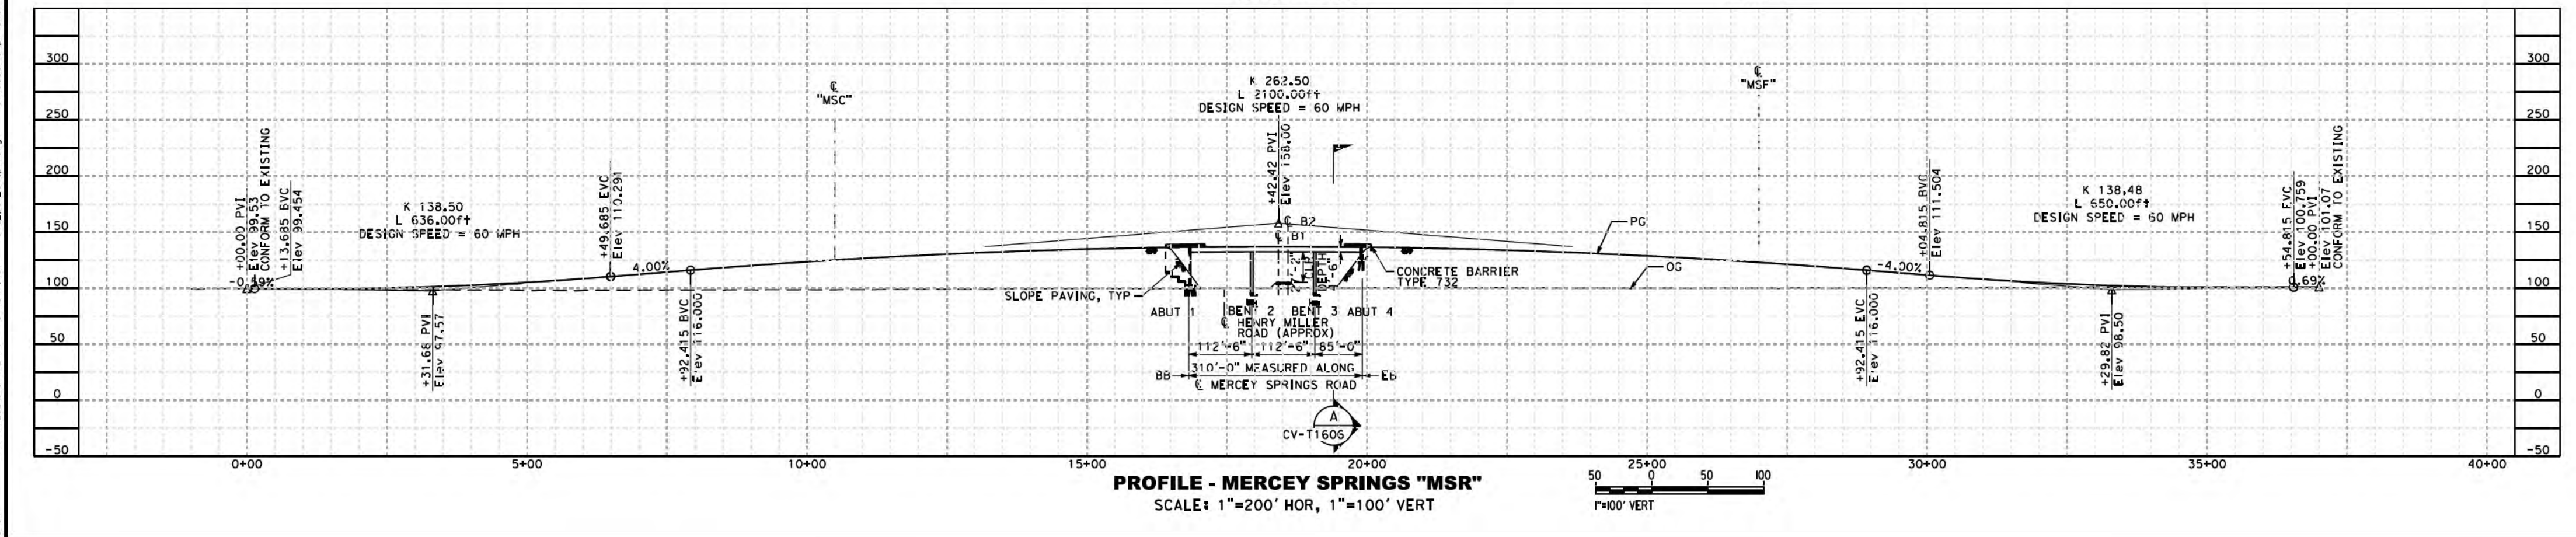 300
250
200
150
100
50
0
-50
+00.00 PVI
Elev 99.53
CONFORM TO EXISTING
+13.685 BVC
Elev 99.454
K 138.50
L 636.00ft
DESIGN SPEED = 60 MPH
+31.68 PVI
Elev 97.57
+49.685 EVC
Elev 110.291
4.00%
+92.415 BVC
Elev 116.000
℄
"MSC"
K 262.50
L 2100.00ft
DESIGN SPEED = 60 MPH
+42.42 PVI
Elev 158.00
℄ B2
℄ B1
SLOPE PAVING, TYP
DEPTH
CONCRETE BARRIER
TYPE 732
ABUT 1
BENT 2
BENT 3
ABUT 4
℄ HENRY MILLER
ROAD (APPROX)
112'-6"
112'-6"
85'-0"
BB
310'-0" MEASURED ALONG
EB
℄ MERCEY SPRINGS ROAD
A
CV-T1606
PG
OG
℄
"MSF"
+92.415 EVC
Elev 116.000
-4.00%
+04.815 BVC
Elev 111.504
K 138.48
L 650.00ft
DESIGN SPEED = 60 MPH
+29.82 PVI
Elev 98.50
+54.815 EVC
Elev 100.759
+00.00 PVI
Elev 101.07
CONFORM TO EXISTING
0.69%
300
250
200
150
100
50
0
-50
0+00
5+00
10+00
15+00
20+00
25+00
30+00
35+00
40+00
PROFILE - MERCEY SPRINGS "MSR"
SCALE: 1"=200' HOR, 1"=100' VERT
50
0
50
100
1"=100' VERT